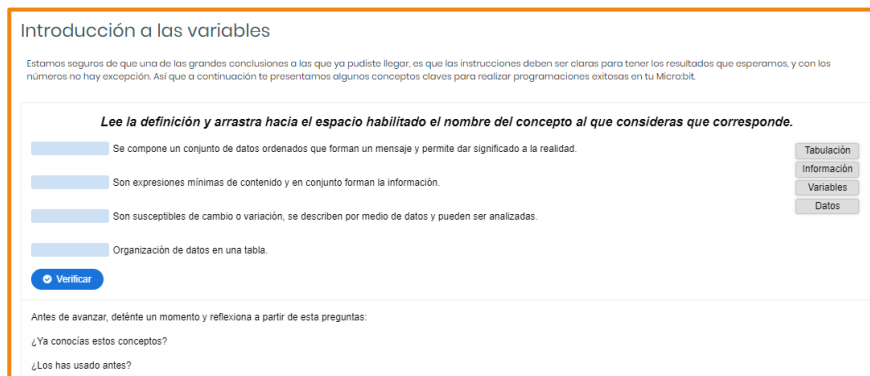 Introducción a las variables
Estamos seguros de que una de las grandes conclusiones a las que ya pudiste llegar, es que las instrucciones deben ser claras para tener los resultados que esperamos, y con los
números no hay excepción. Así que a continuación te presentamos algunos conceptos claves para realizar programaciones exitosas en tu Micro:bit.
Lee la definición y arrastra hacia el espacio habilitado el nombre del concepto al que consideras que corresponde.
Se compone un conjunto de datos ordenados que forman un mensaje y permite dar significado a la realidad.
Son expresiones mínimas de contenido y en conjunto forman la información.
Son susceptibles de cambio o variación, se describen por medio de datos y pueden ser analizadas.
Organización de datos en una tabla.
Tabulación
Información
Variables
Datos
Verificar
Antes de avanzar, deténte un momento y reflexiona a partir de esta preguntas:
¿Ya conocías estos conceptos?
¿Los has usado antes?